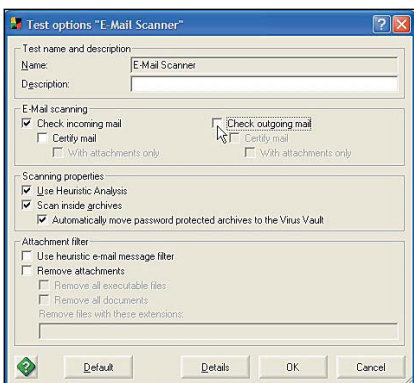 Test options "E-Mail Scanner"
Test name and description
Name: E-Mail Scanner
Description:
E-Mail scanning
Check incoming mail Check outgoing mail
Certify mail Certify mail
With attachments only With attachments only
Scanning properties
Use Heuristic Analysis
Scan inside archives
Automatically move password protected archives to the Virus Vault
Attachment filter
Use heuristic e-mail message filter
Remove attachments
Remove all executable files
Remove all documents
Remove files with these extensions:
? Default Details OK Cancel